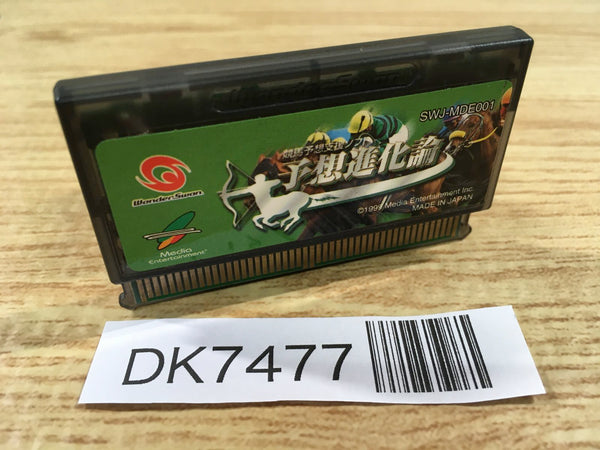 WonderSwan
SWJ-MDE001
競馬予想支援ソフト
予想進化論
WonderSwan
Media
Entertainment
©1999 Media Entertainment Inc.
MADE IN JAPAN
DK7477